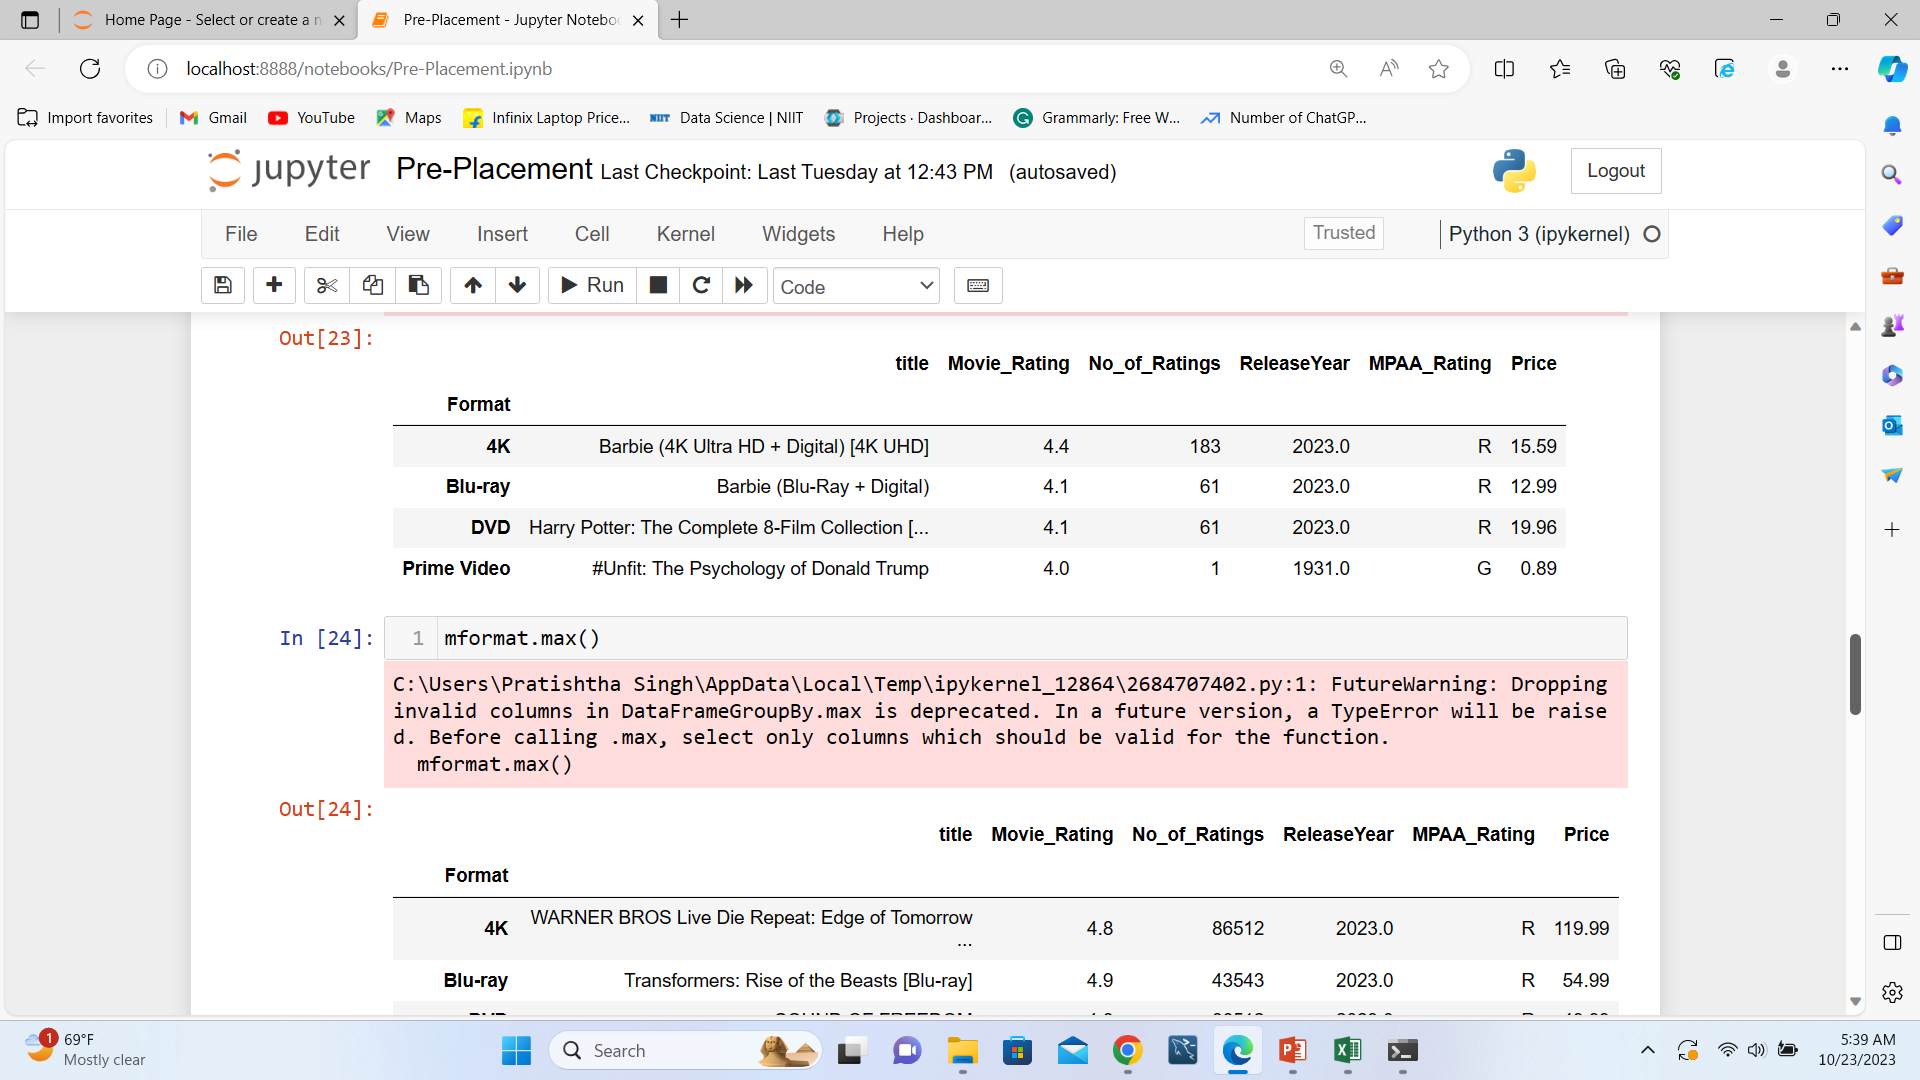 Home Page - Select or create a n
Pre-Placement - Jupyter Notebo
localhost:8888/notebooks/Pre-Placement.ipynb
Import favorites
Gmail
YouTube
Maps
Infinix Laptop Price...
NIIT Data Science | NIIT
Projects · Dashboar...
Grammarly: Free W...
Number of ChatGP...
jupyter Pre-Placement Last Checkpoint: Last Tuesday at 12:43 PM (autosaved)
Logout
File Edit View Insert Cell Kernel Widgets Help
Trusted
Python 3 (ipykernel)
Run
Code
Out[23]:
title Movie_Rating No_of_Ratings ReleaseYear MPAA_Rating Price
Format
4K Barbie (4K Ultra HD + Digital) [4K UHD] 4.4 183 2023.0 R 15.59
Blu-ray Barbie (Blu-Ray + Digital) 4.1 61 2023.0 R 12.99
DVD Harry Potter: The Complete 8-Film Collection [... 4.1 61 2023.0 R 19.96
Prime Video #Unfit: The Psychology of Donald Trump 4.0 1 1931.0 G 0.89
In [24]: 1 mformat.max()
C:\Users\Pratishtha Singh\AppData\Local\Temp\ipykernel_12864\2684707402.py:1: FutureWarning: Dropping
invalid columns in DataFrameGroupBy.max is deprecated. In a future version, a TypeError will be raise
d. Before calling .max, select only columns which should be valid for the function.
mformat.max()
Out[24]:
title Movie_Rating No_of_Ratings ReleaseYear MPAA_Rating Price
Format
4K WARNER BROS Live Die Repeat: Edge of Tomorrow
... 4.8 86512 2023.0 R 119.99
Blu-ray Transformers: Rise of the Beasts [Blu-ray] 4.9 43543 2023.0 R 54.99
1
69°F
Mostly clear
Search
5:39 AM
10/23/2023